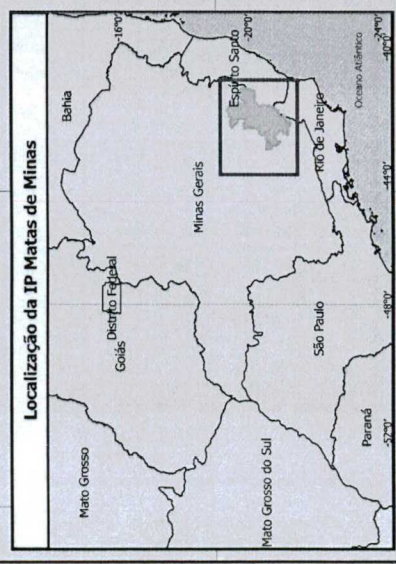 Localização da IP Matas de Minas
Mato Grosso
Goiás
Distrito Federal
Bahia
-16°0'
Minas Gerais
Espírito Santo
-20°0'
Mato Grosso do Sul
São Paulo
Rio de Janeiro
Paraná
Oceano Atlântico
-24°0'
-52°0'
-48°0'
-44°0'
-40°0'